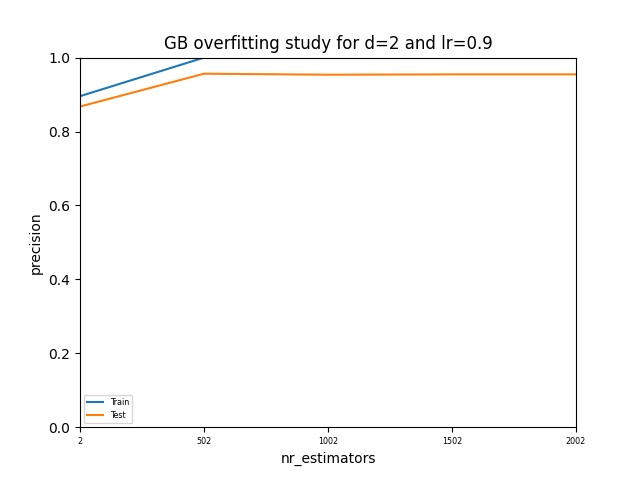 GB overfitting study for d=2 and lr=0.9
1.0
0.8
0.6
0.4
0.2
0.0
precision
Train
Test
2 502 1002 1502 2002
nr_estimators